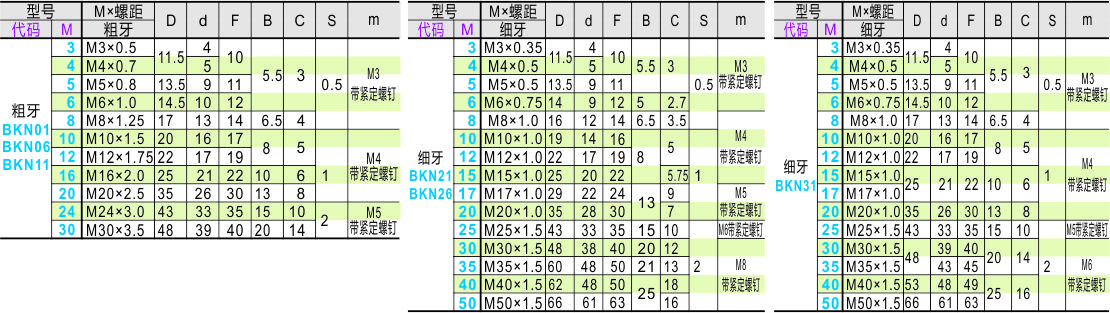 型号 M×螺距 D d F B C S m
代码 M 粗牙
3 M3×0.5 11.5 4 10 5.5 3 0.5 M3
4 M4×0.7 5 带紧定螺钉
5 M5×0.8 13.5 9 11
6 M6×1.0 14.5 10 12
粗牙 8 M8×1.25 17 13 14 6.5 4
BKN01 10 M10×1.5 20 16 17 8 5 1 M4
BKN06 12 M12×1.75 22 17 19 带紧定螺钉
BKN11 16 M16×2.0 25 21 22 10 6
20 M20×2.5 35 26 30 13 8
24 M24×3.0 43 33 35 15 10 2 M5
30 M30×3.5 48 39 40 20 14 带紧定螺钉
型号 M×螺距 D d F B C S m
代码 M 细牙
3 M3×0.35 11.5 4 10 5.5 3 0.5 M3
4 M4×0.5 5 带紧定螺钉
5 M5×0.5 13.5 9 11
6 M6×0.75 14 9 12 5 2.7
8 M8×1.0 16 12 14 6.5 3.5
10 M10×1.0 19 14 16 8 5 1 M4
细牙 12 M12×1.0 22 17 19 带紧定螺钉
BKN21 15 M15×1.0 25 20 22 5.75
BKN26 17 M17×1.0 29 22 24 13 9 M5
20 M20×1.0 35 28 30 7 带紧定螺钉
25 M25×1.5 43 33 35 15 10 M6带紧定螺钉
30 M30×1.5 48 38 40 20 12 2 M8
35 M35×1.5 60 48 50 21 13 带紧定螺钉
40 M40×1.5 62 48 50 25 18
50 M50×1.5 66 61 63 16
型号 M×螺距 D d F B C S m
代码 M 细牙
3 M3×0.35 11.5 4 10 5.5 3 0.5 M3
4 M4×0.5 5 带紧定螺钉
5 M5×0.5 13.5 9 11
6 M6×0.75 14.5 10 12
8 M8×1.0 17 13 14 6.5 4
10 M10×1.0 20 16 17 8 5 1 M4
细牙 12 M12×1.0 22 17 19 带紧定螺钉
BKN31 15 M15×1.0 25 21 22 10 6
17 M17×1.0
20 M20×1.0 35 26 30 13 8
25 M25×1.5 43 33 35 15 10 M5带紧定螺钉
30 M30×1.5 48 39 40 20 14 2 M6
35 M35×1.5 43 45 带紧定螺钉
40 M40×1.5 53 48 49 25 16
50 M50×1.5 66 61 63